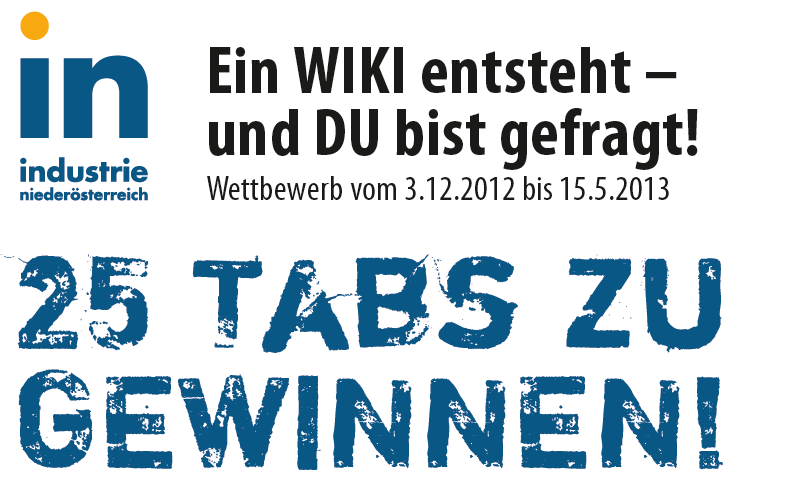 in
industrie
niederösterreich
Ein WIKI entsteht –
und DU bist gefragt!
Wettbewerb vom 3.12.2012 bis 15.5.2013
25 TABS ZU
GEWINNEN!